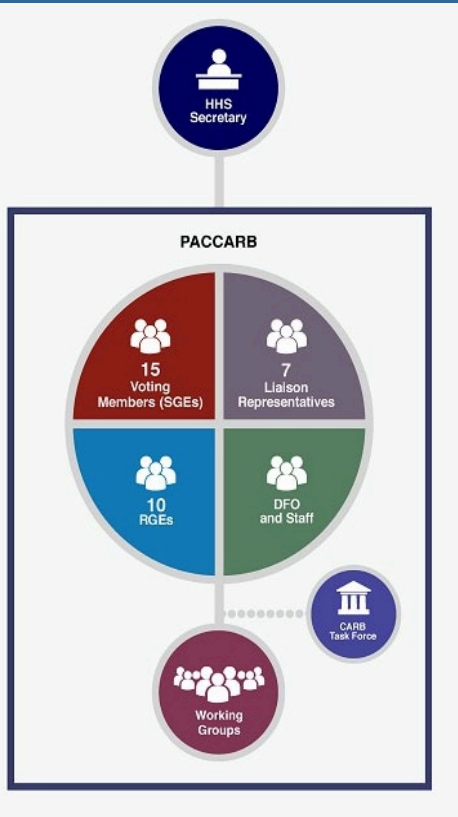 HHS
Secretary
PACCARB
15
Voting
Members (SGEs)
7
Liaison
Representatives
10
RGEs
DFO
and Staff
CARB
Task Force
Working
Groups